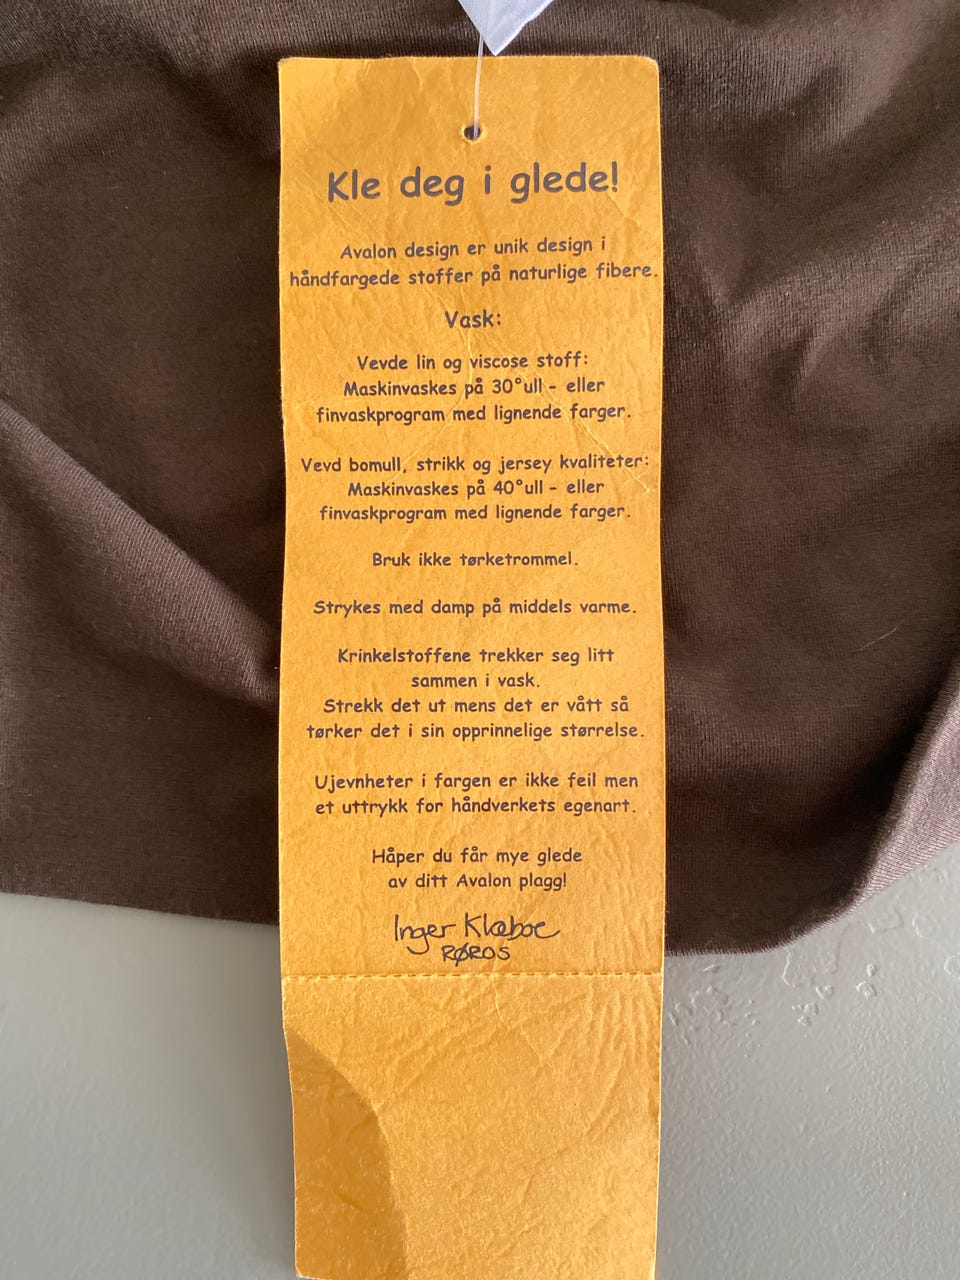 Kle deg i glede!
Avalon design er unik design i
håndfargede stoffer på naturlige fibere.
Vask:
Vevde lin og viscose stoff:
Maskinvaskes på 30°ull - eller
finvaskprogram med lignende farger.
Vevd bomull, strikk og jersey kvaliteter:
Maskinvaskes på 40°ull - eller
finvaskprogram med lignende farger.
Bruk ikke tørketrommel.
Strykes med damp på middels varme.
Krinkelstoffene trekker seg litt
sammen i vask.
Strekk det ut mens det er vått så
tørker det i sin opprinnelige størrelse.
Ujevnheter i fargen er ikke feil men
et uttrykk for håndverkets egenart.
Håper du får mye glede
av ditt Avalon plagg!
Inger Klæboe
RØROS